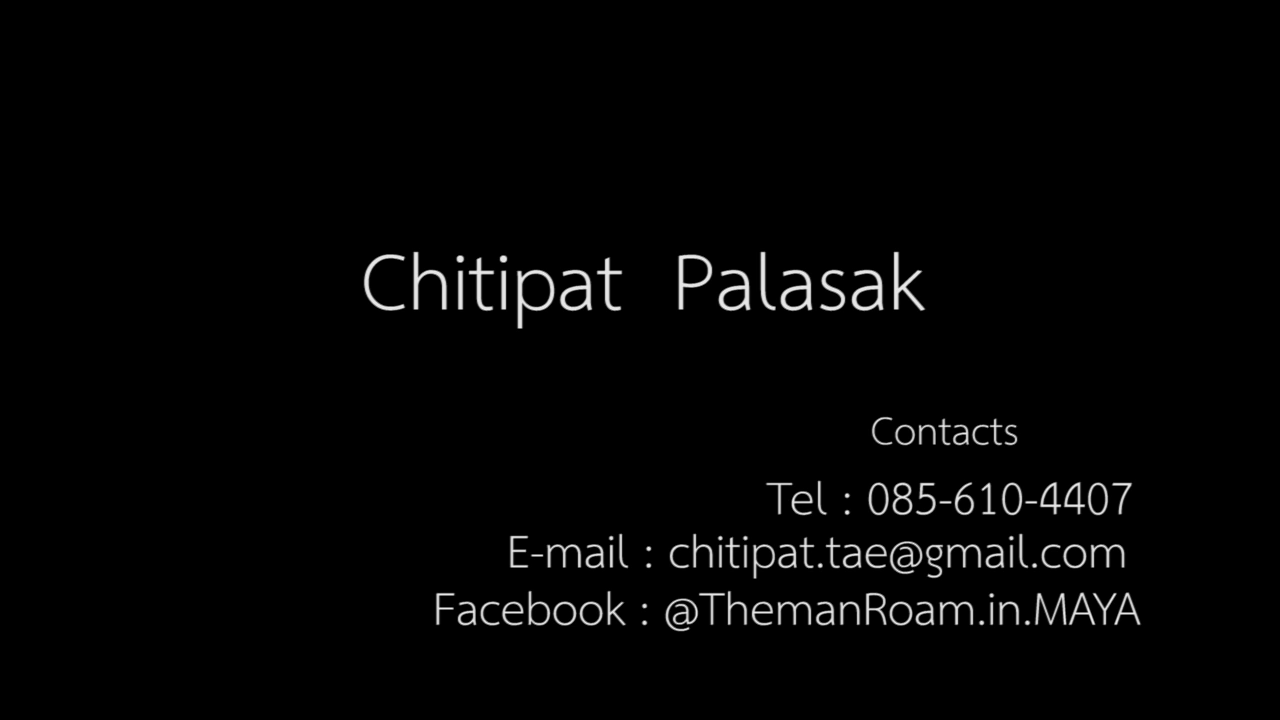 Chitipat Palasak
Contacts
Tel : 085-610-4407
E-mail : chitipat.tae@gmail.com
Facebook : @ThemanRoam.in.MAYA